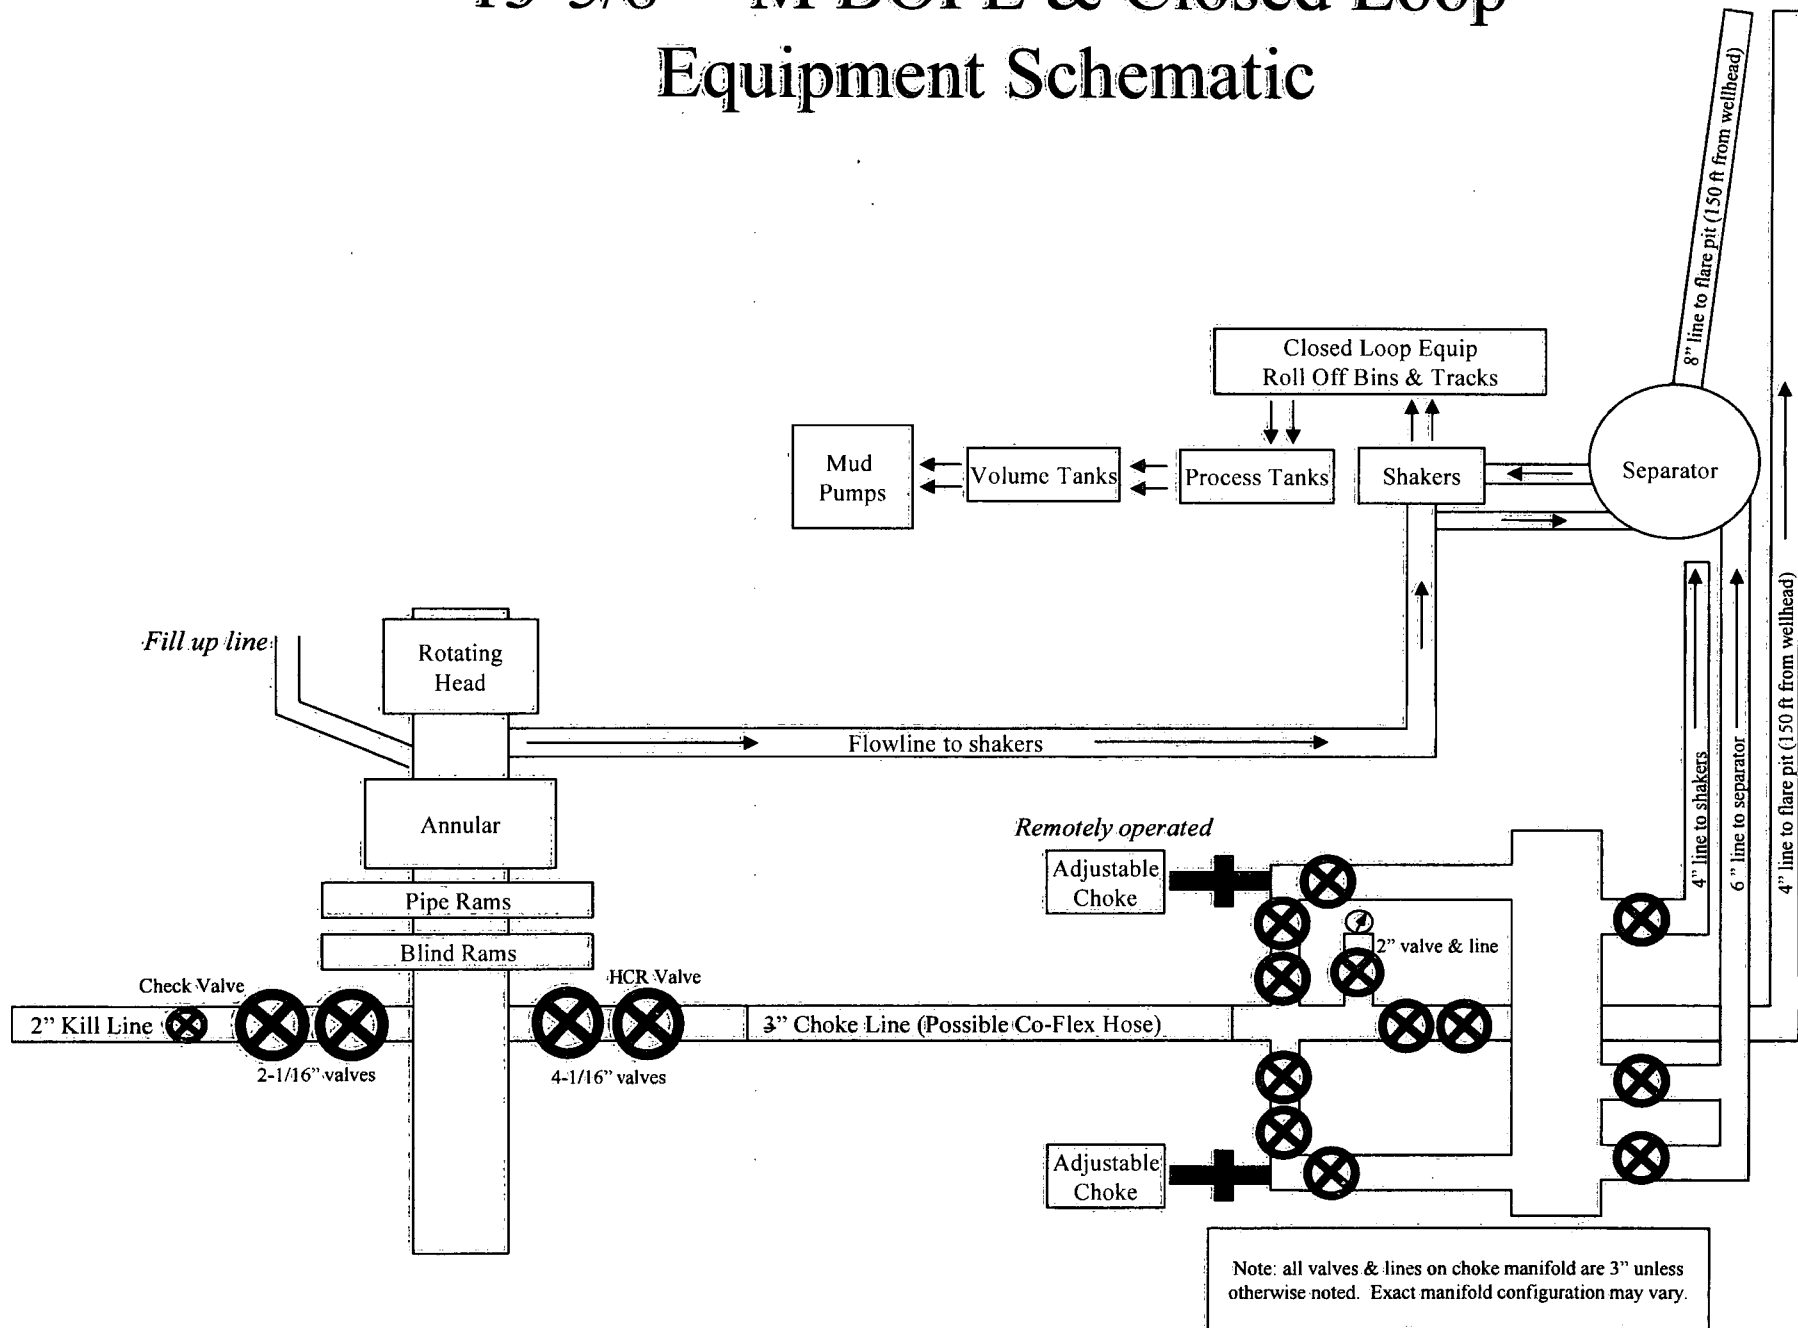 Equipment Schematic
8” line to flare pit (150 ft from wellhead)
Closed Loop Equip
Roll Off Bins & Tracks
Mud
Pumps
Volume Tanks
Process Tanks
Shakers
Separator
Fill up line
Rotating
Head
Flowline to shakers
4” line to shakers
6 ” line to separator
4” line to flare pit (150 ft from wellhead)
Annular
Remotely operated
Adjustable
Choke
Pipe Rams
Blind Rams
2” valve & line
Check Valve
HCR Valve
2” Kill Line
3” Choke Line (Possible Co-Flex Hose)
2-1/16” valves
4-1/16” valves
Adjustable
Choke
Note: all valves & lines on choke manifold are 3” unless
otherwise noted. Exact manifold configuration may vary.